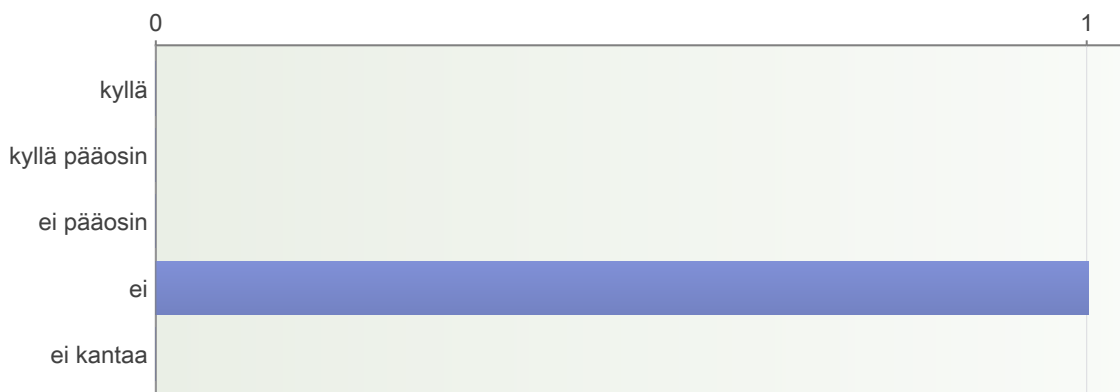 0 1
kyllä
kyllä pääosin
ei pääosin
ei
ei kantaa